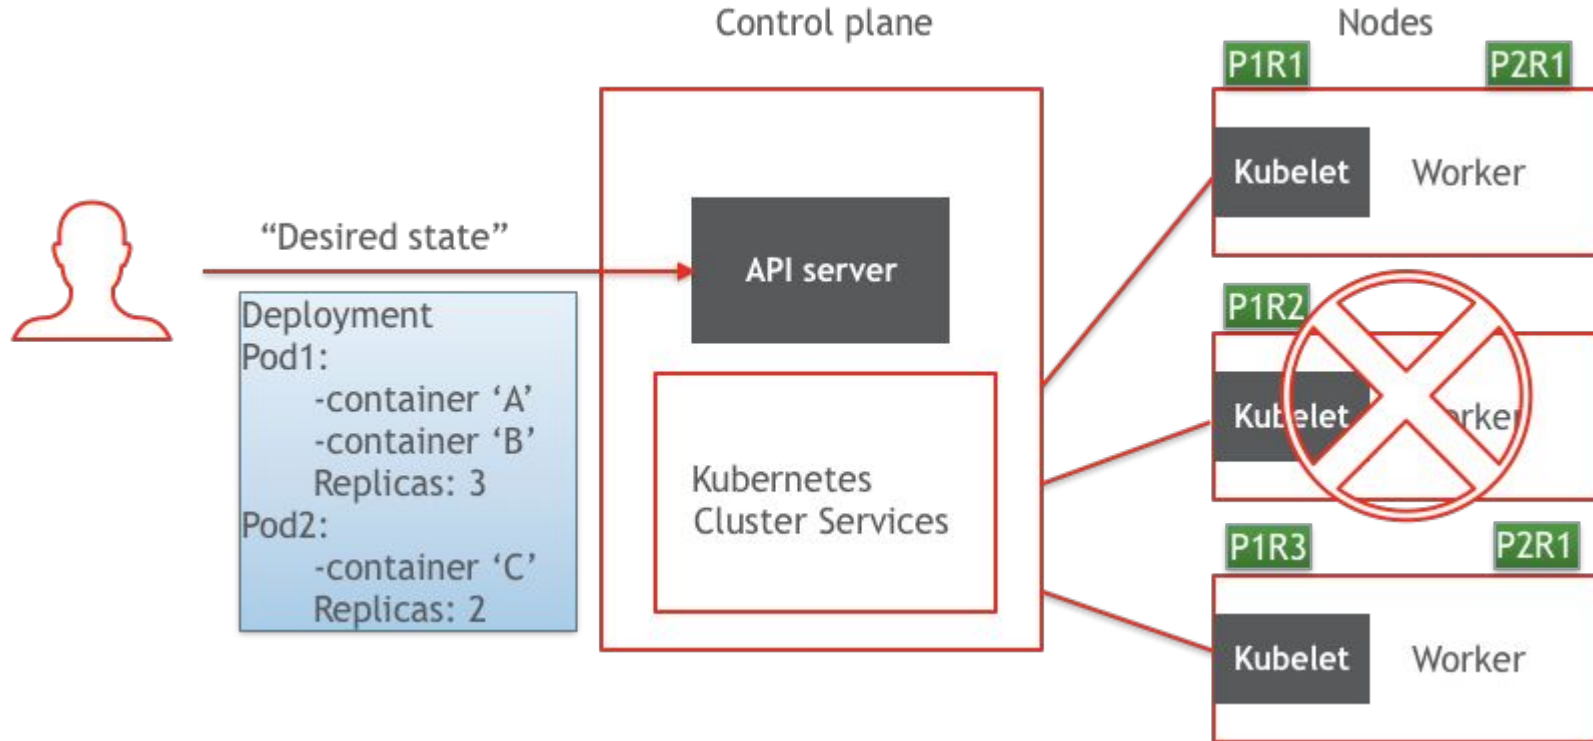 Control plane
Nodes
P1R1
P2R1
Kubelet
Worker
“Desired state”
API server
Deployment
Pod1:
-container ‘A’
-container ‘B’
Replicas: 3
Pod2:
-container ‘C’
Replicas: 2
Kubernetes
Cluster Services
P1R2
Kubelet
P1R3
P2R1
Kubelet
Worker